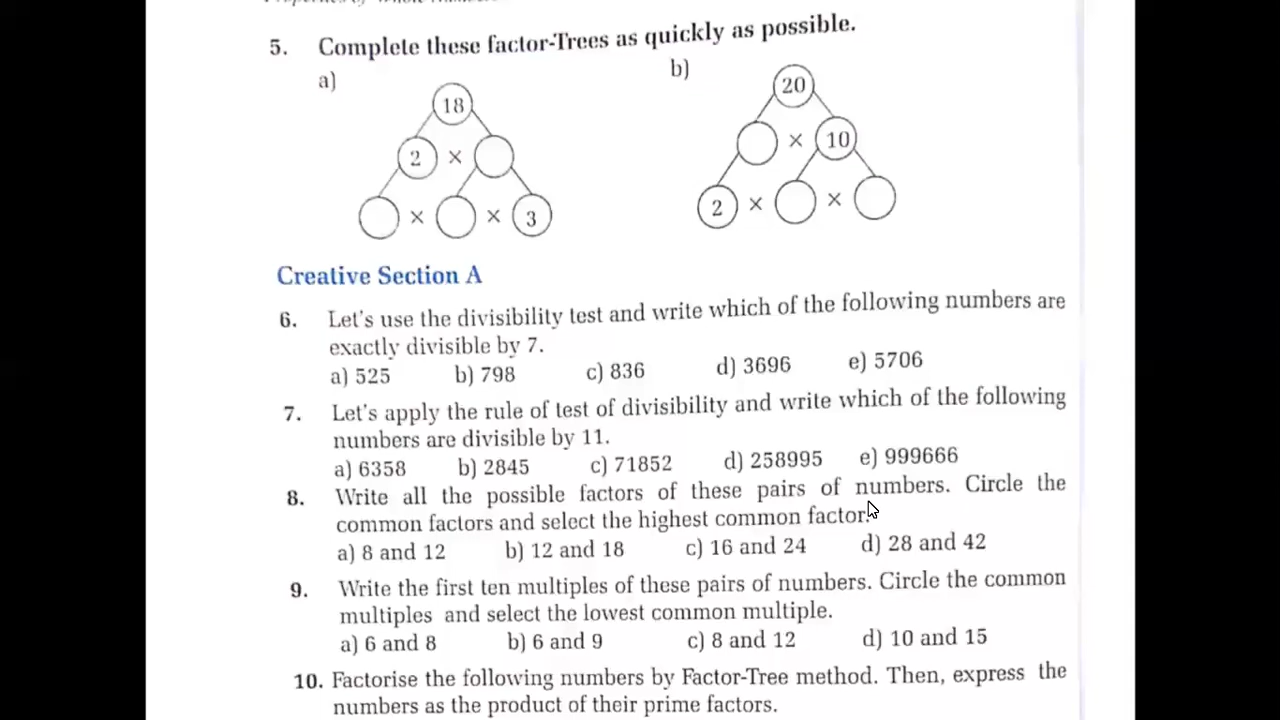 5. Complete these factor-Trees as quickly as possible.
a) b)
18 20
2 × × 10
× × 3 2 × ×
Creative Section A
6. Let's use the divisibility test and write which of the following numbers are
exactly divisible by 7.
a) 525 b) 798 c) 836 d) 3696 e) 5706
7. Let's apply the rule of test of divisibility and write which of the following
numbers are divisible by 11.
a) 6358 b) 2845 c) 71852 d) 258995 e) 999666
8. Write all the possible factors of these pairs of numbers. Circle the
common factors and select the highest common factor.
a) 8 and 12 b) 12 and 18 c) 16 and 24 d) 28 and 42
9. Write the first ten multiples of these pairs of numbers. Circle the common
multiples and select the lowest common multiple.
a) 6 and 8 b) 6 and 9 c) 8 and 12 d) 10 and 15
10. Factorise the following numbers by Factor-Tree method. Then, express the
numbers as the product of their prime factors.